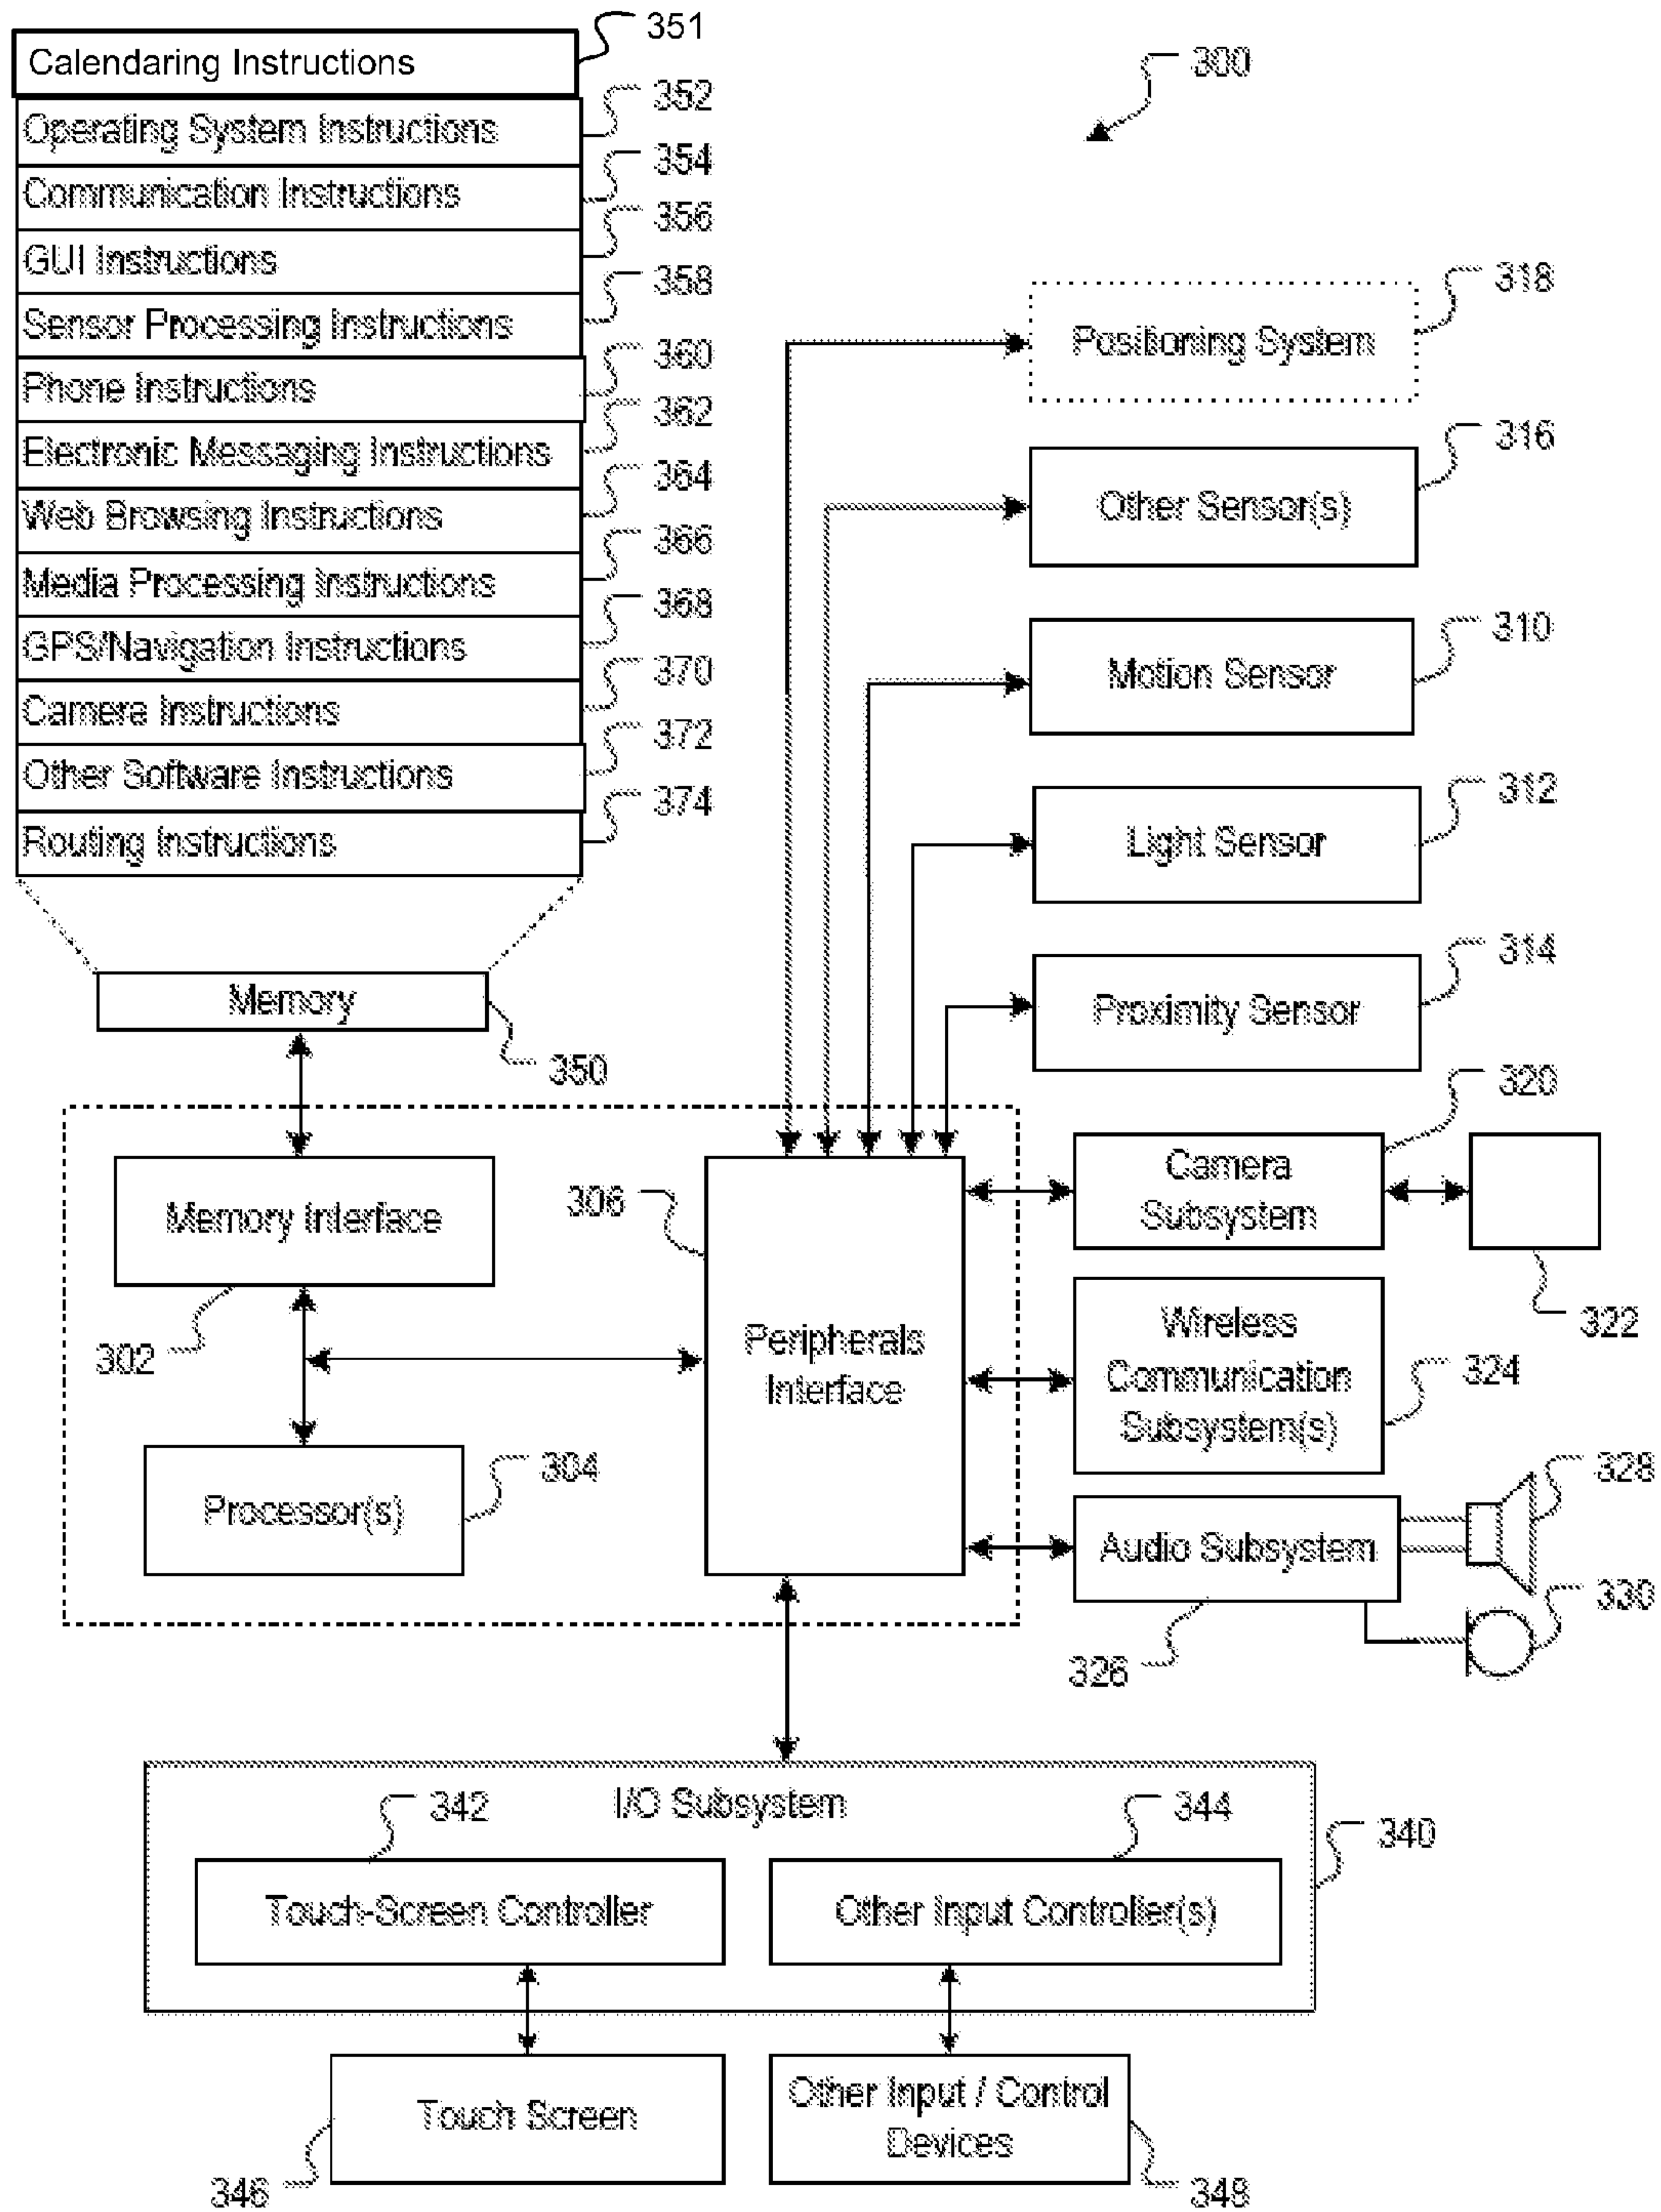 351
Calendaring Instructions
300
352
Operating System Instructions
354
Communication Instructions
356
GUI Instructions
358
Sensor Processing Instructions
360
Phone Instructions
362
Electronic Messaging Instructions
364
Web Browsing Instructions
366
Media Processing Instructions
368
GPS/Navigation Instructions
370
Camera Instructions
372
Other Software Instructions
374
Routing Instructions
Memory
350
318
Positioning System
316
Other Sensor(s)
310
Motion Sensor
312
Light Sensor
314
Proximity Sensor
320
Camera
Subsystem
322
Memory Interface
302
306
Peripherals
Interface
Wireless
Communication
Subsystem(s)
324
304
Processor(s)
328
Audio Subsystem
330
326
342
I/O Subsystem
344
340
Touch-Screen Controller
Other Input Controller(s)
Touch Screen
Other Input / Control
Devices
346
348